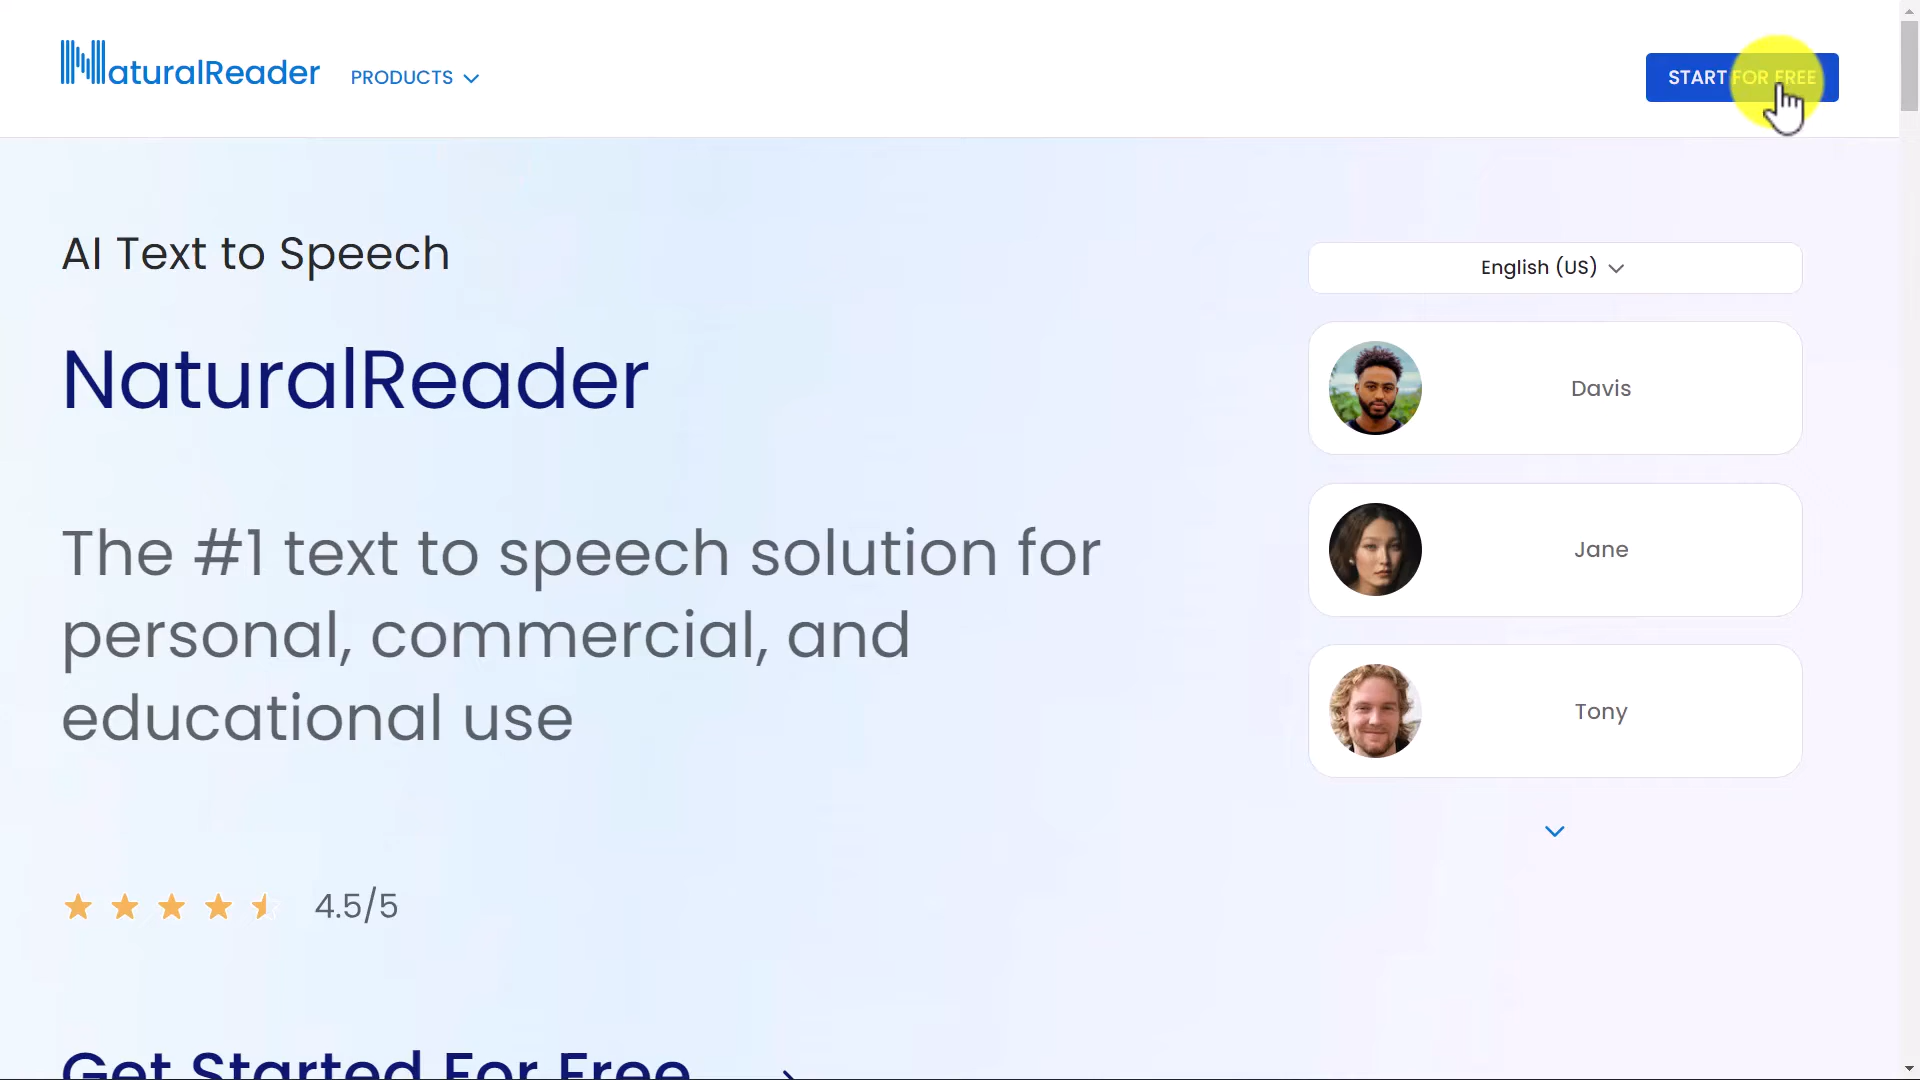 NaturalReader
PRODUCTS
START FOR FREE
AI Text to Speech
NaturalReader
The #1 text to speech solution for
personal, commercial, and
educational use
4.5/5
Get Started For Free
English (US)
Davis
Jane
Tony